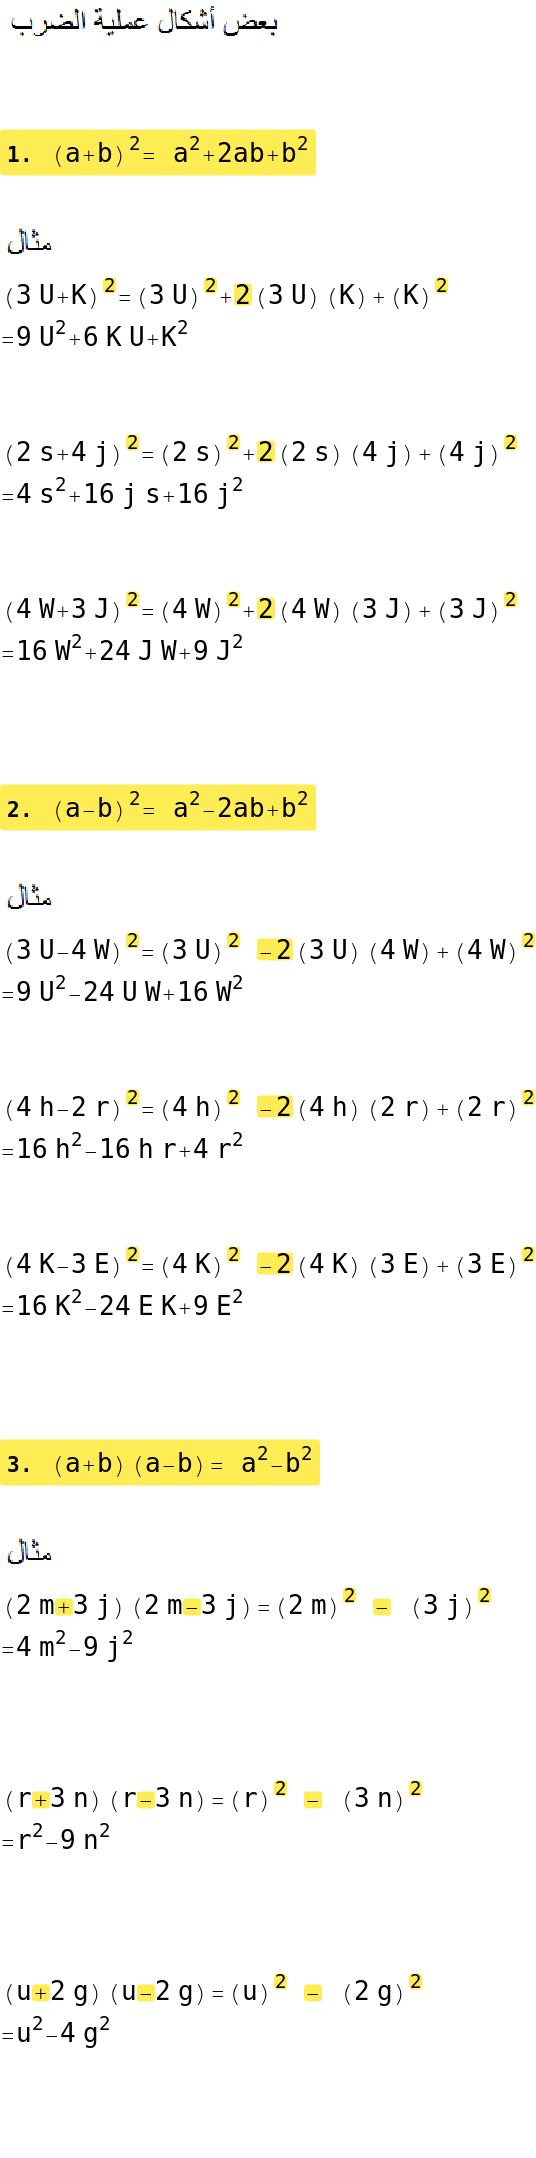 بعض أشكال عملية الضرب
1. (a+b)²= a²+2ab+b²
مثال
(3 U+K)²=(3 U)²+2(3 U) (K)+(K)²
=9 U²+6 K U+K²
(2 s+4 j)²=(2 s)²+2(2 s) (4 j)+(4 j)²
=4 s²+16 j s+16 j²
(4 W+3 J)²=(4 W)²+2(4 W) (3 J)+(3 J)²
=16 W²+24 J W+9 J²
2. (a−b)²= a²−2ab+b²
مثال
(3 U−4 W)²=(3 U)² −2(3 U) (4 W)+(4 W)²
=9 U²−24 U W+16 W²
(4 h−2 r)²=(4 h)² −2(4 h) (2 r)+(2 r)²
=16 h²−16 h r+4 r²
(4 K−3 E)²=(4 K)² −2(4 K) (3 E)+(3 E)²
=16 K²−24 E K+9 E²
3. (a+b) (a−b)= a²−b²
مثال
(2 m+3 j) (2 m−3 j)=(2 m)² − (3 j)²
=4 m²−9 j²
(r+3 n) (r−3 n)=(r)² − (3 n)²
=r²−9 n²
(u+2 g) (u−2 g)=(u)² − (2 g)²
=u²−4 g²